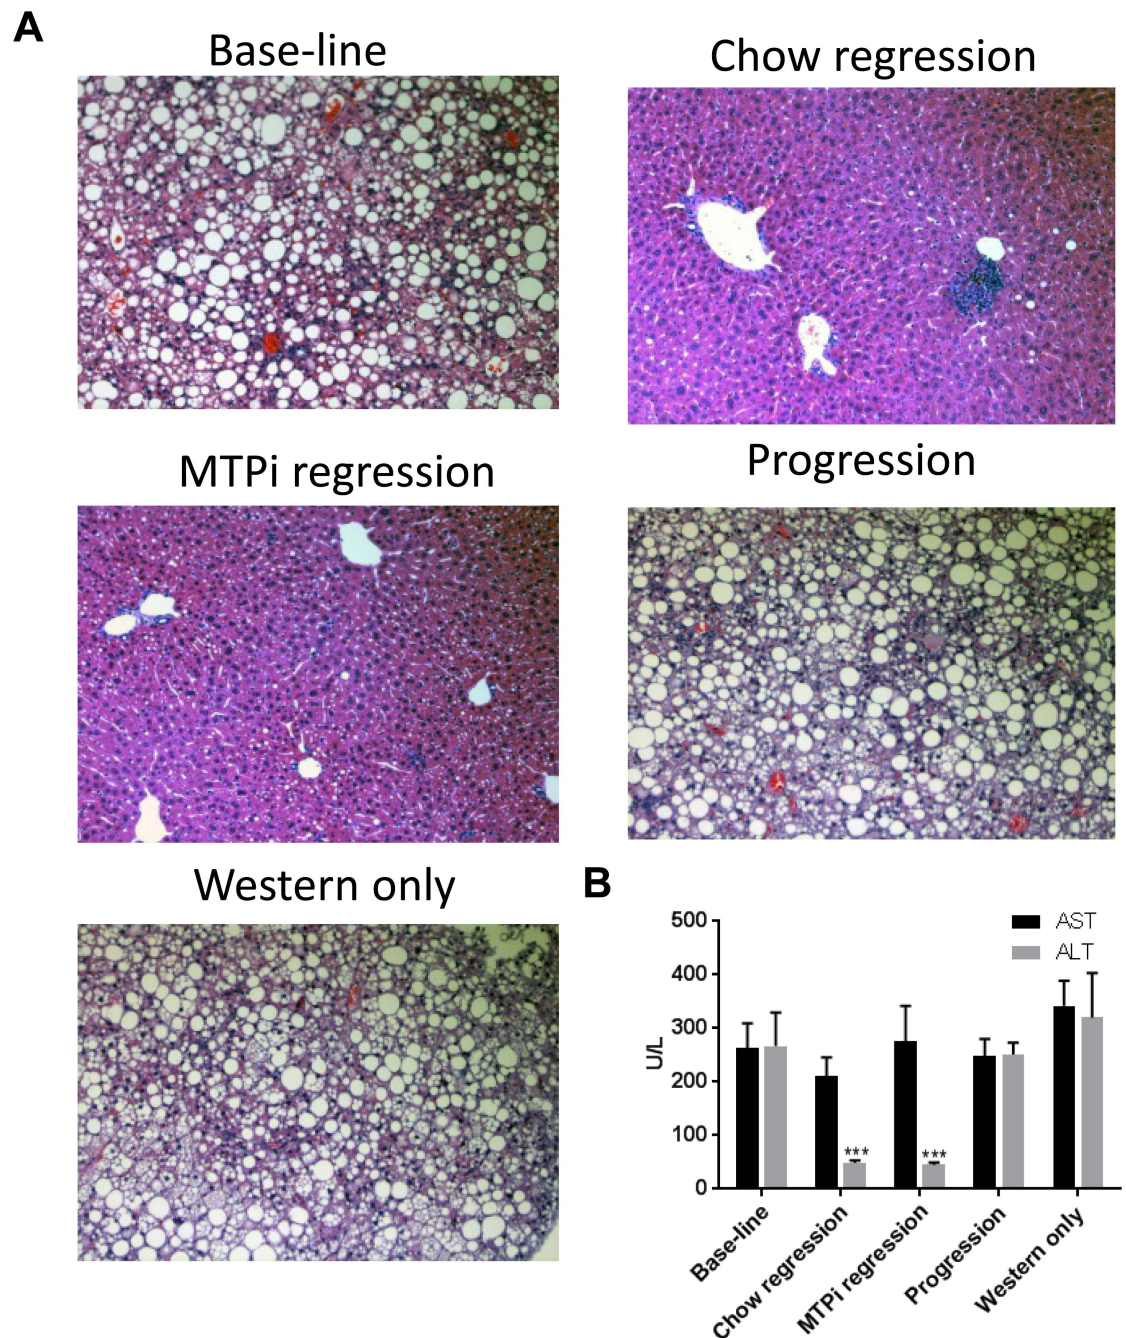 A
Base-line
Chow regression
MTPi regression
Progression
Western only
B
500
400
300
200
100
0
U/L
AST
ALT
***
***
Base-line
Chow regression
MTPi regression
Progression
Western only